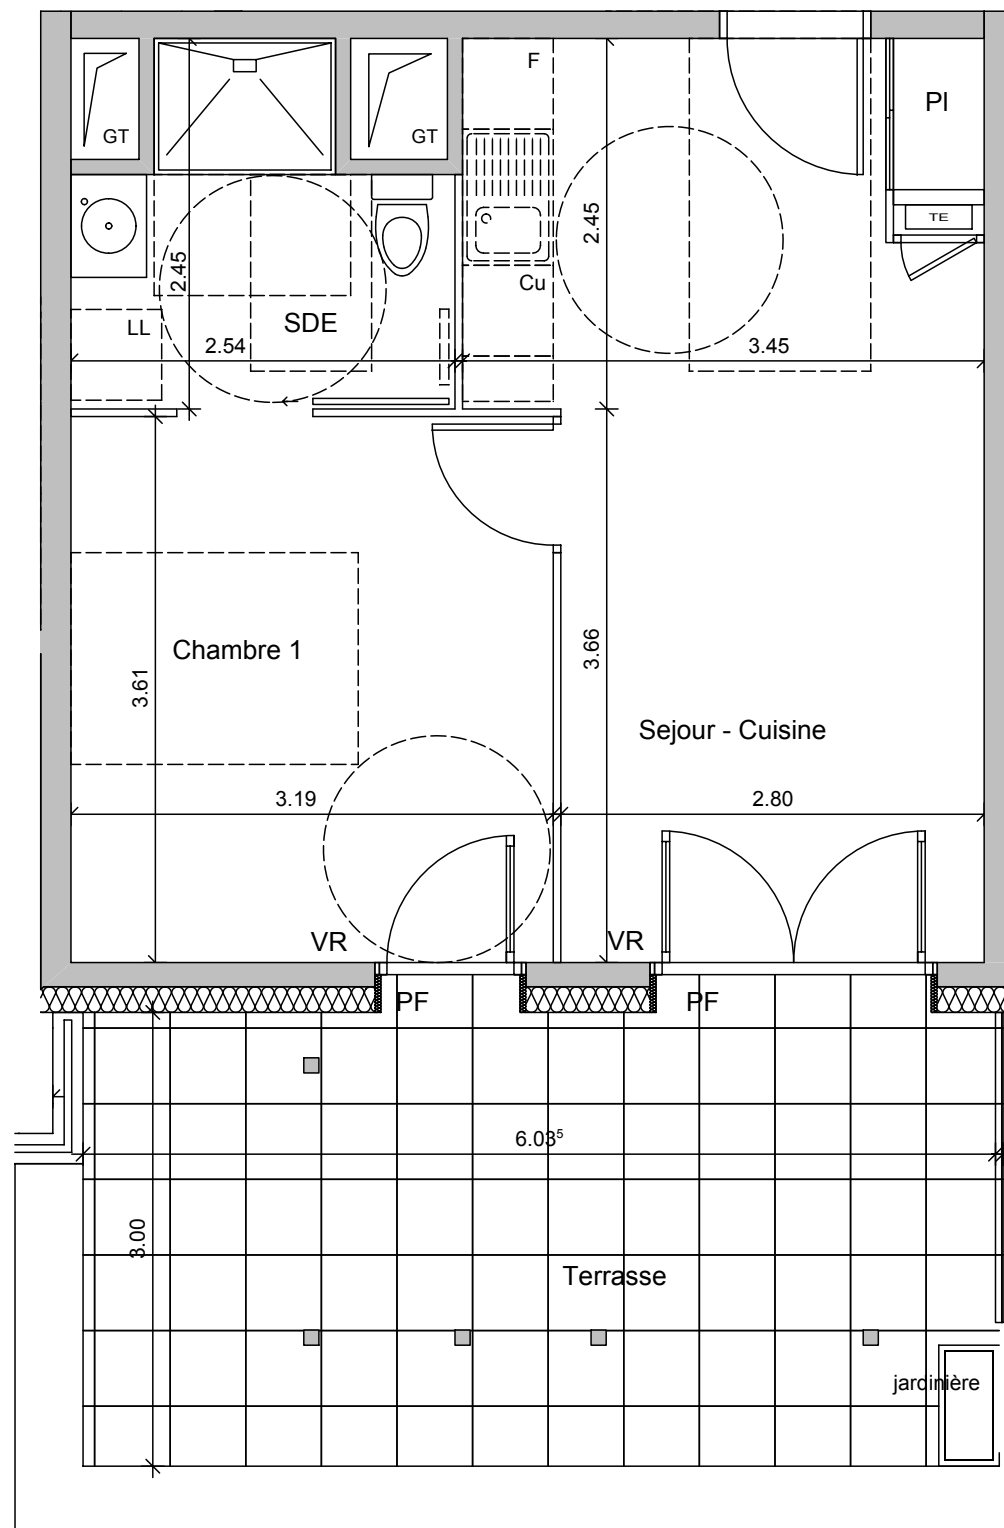 F
Pl
GT
GT
TE
2.45
2.45
Cu
LL
SDE
2.54
3.45
Chambre 1
3.61
3.66
Sejour - Cuisine
3.19
2.80
VR
VR
PF
PF
6.03⁵
3.00
Terrasse
jardinière